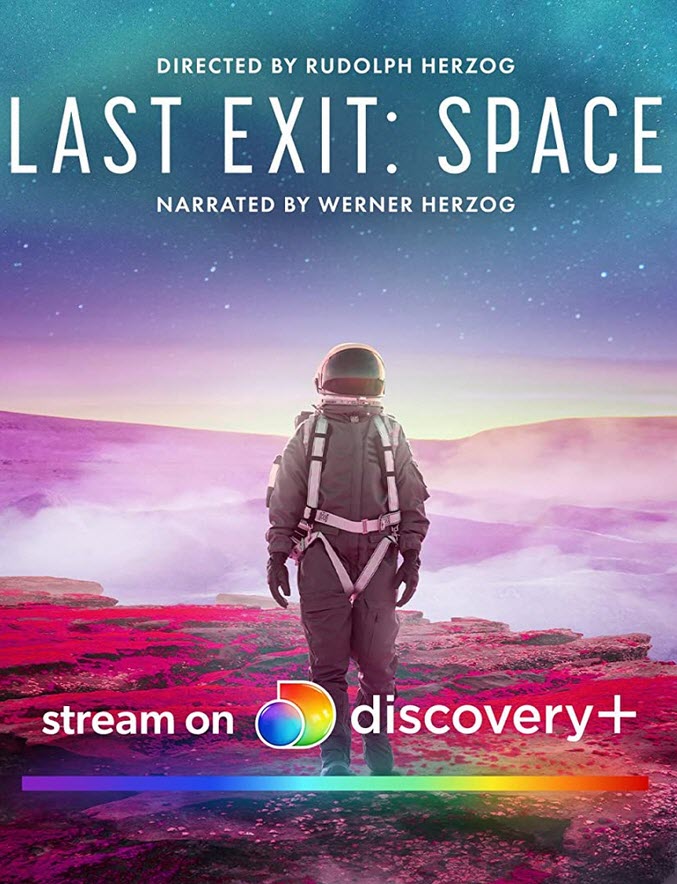 DIRECTED BY RUDOLPH HERZOG
LAST EXIT: SPACE
NARRATED BY WERNER HERZOG
stream on discovery+